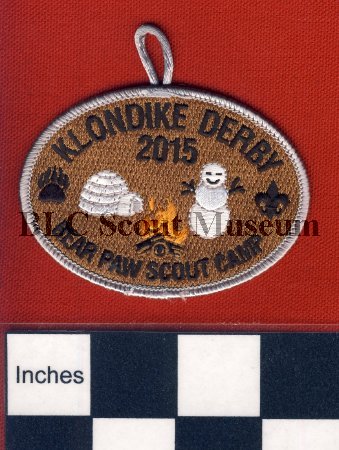 KLONDIKE DERBY
2015
BLC Scout Museum
BEAR PAW SCOUT CAMP
Inches